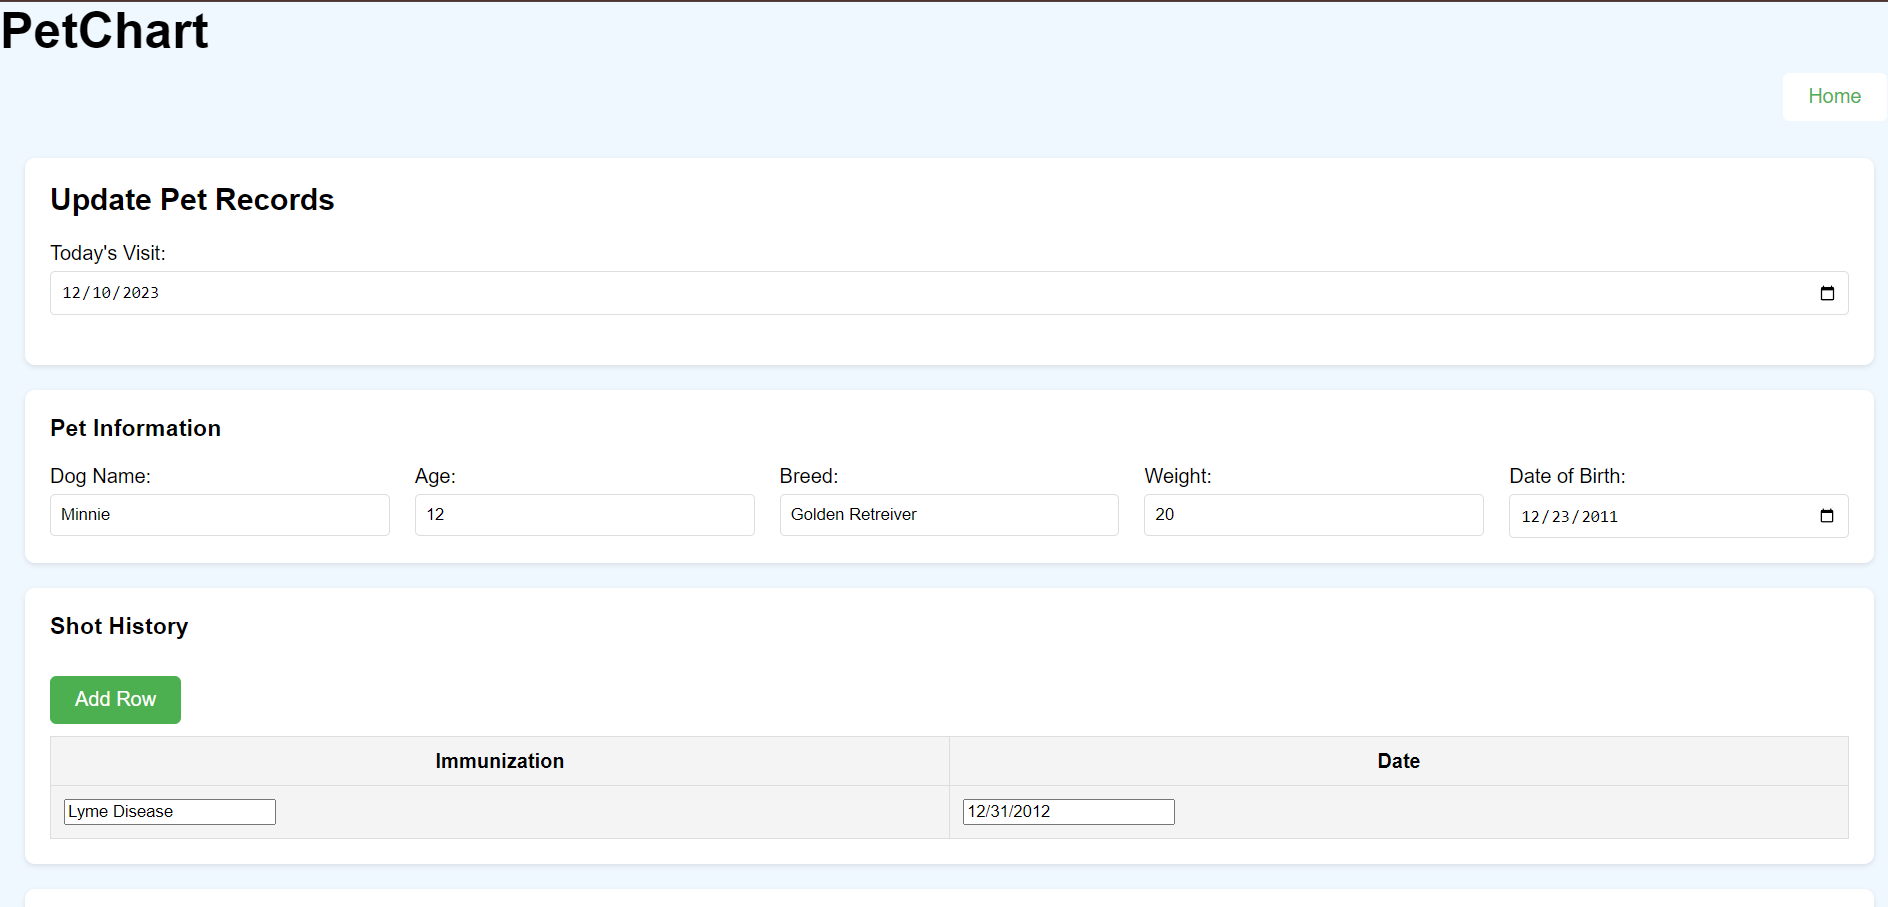 PetChart
Home
Update Pet Records
Today's Visit:
12/10/2023
Pet Information
Dog Name: Age: Breed: Weight: Date of Birth:
Minnie 12 Golden Retreiver 20 12/23/2011
Shot History
Add Row
Immunization Date
Lyme Disease 12/31/2012